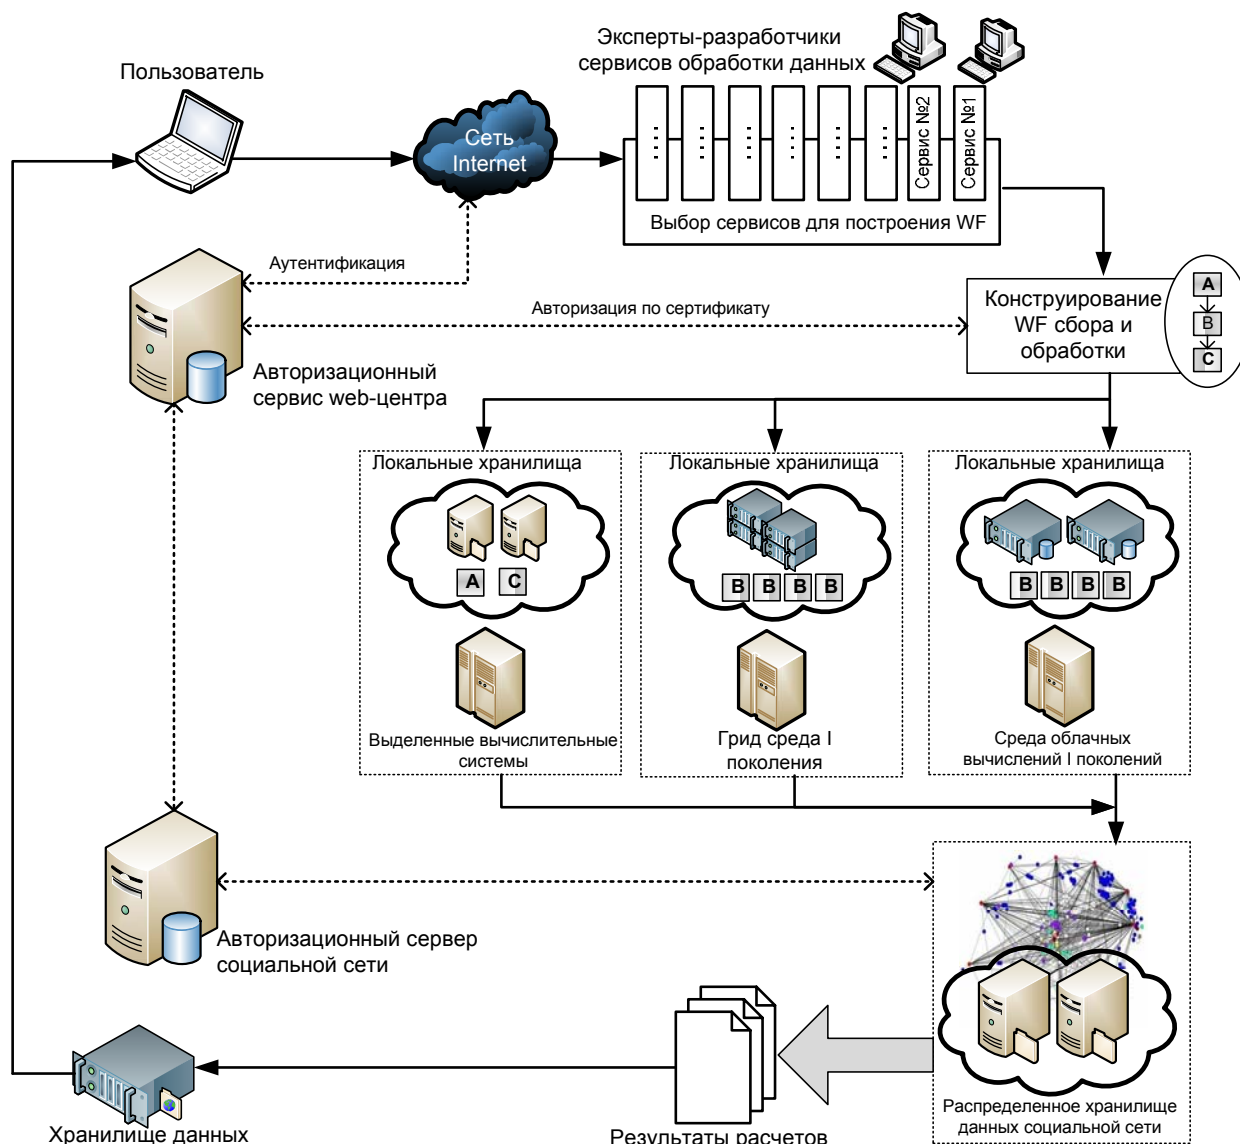 Эксперты-разработчики
сервисов обработки данных
Пользователь
Сеть
Internet
...
...
...
...
...
...
Сервис №2
Сервис №1
Выбор сервисов для построения WF
Аутентификация
Авторизация по сертификату
Конструирование
WF сбора и
обработки
A
B
C
Авторизационный
сервис web-центра
Локальные хранилища
A C
Выделенные вычислительные
системы
Локальные хранилища
B B B B
Грид среда I
поколения
Локальные хранилища
B B B B
Среда облачных
вычислений I поколений
Авторизационный сервер
социальной сети
Распределенное хранилище
данных социальной сети
Хранилище данных
Результаты расчетов